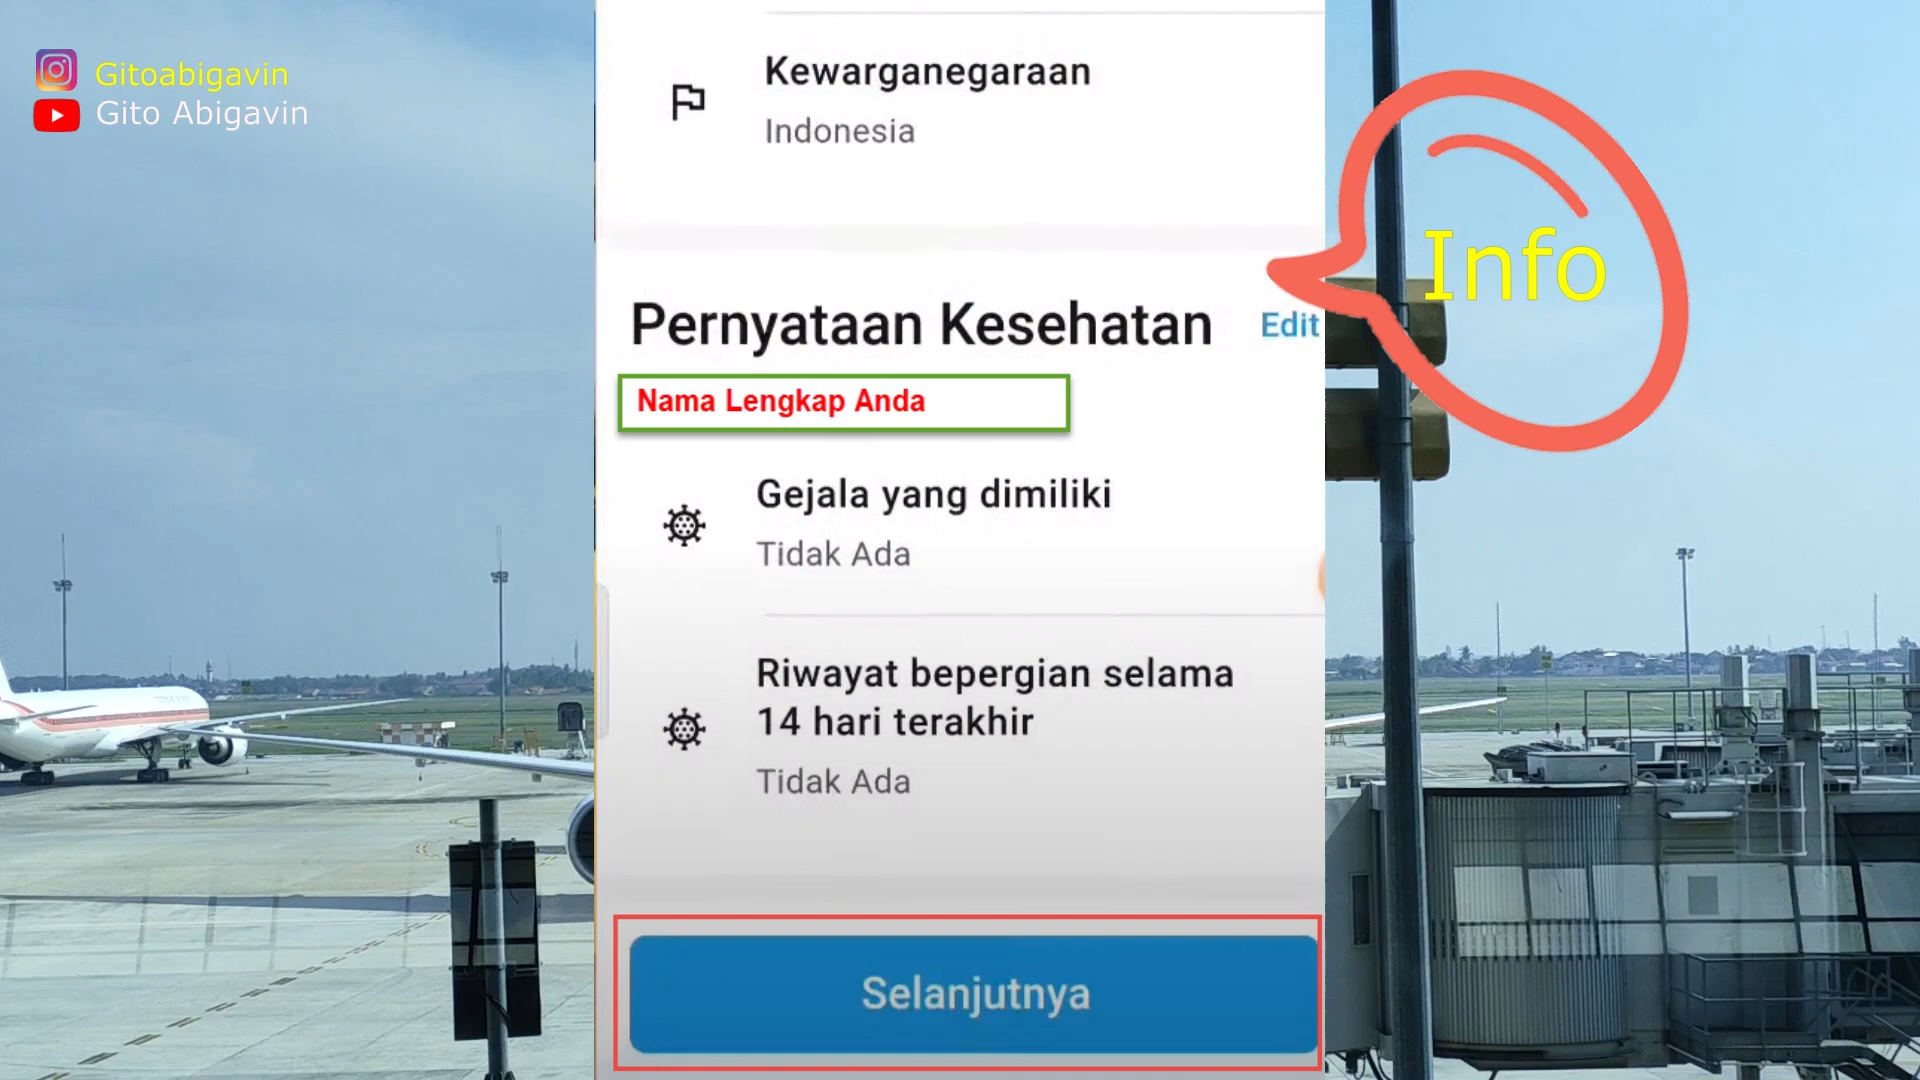 Gitoabigavin
Gito Abigavin
Kewarganegaraan
Indonesia
Info
Pernyataan Kesehatan
Edit
Nama Lengkap Anda
Gejala yang dimiliki
Tidak Ada
Riwayat bepergian selama
14 hari terakhir
Tidak Ada
Selanjutnya